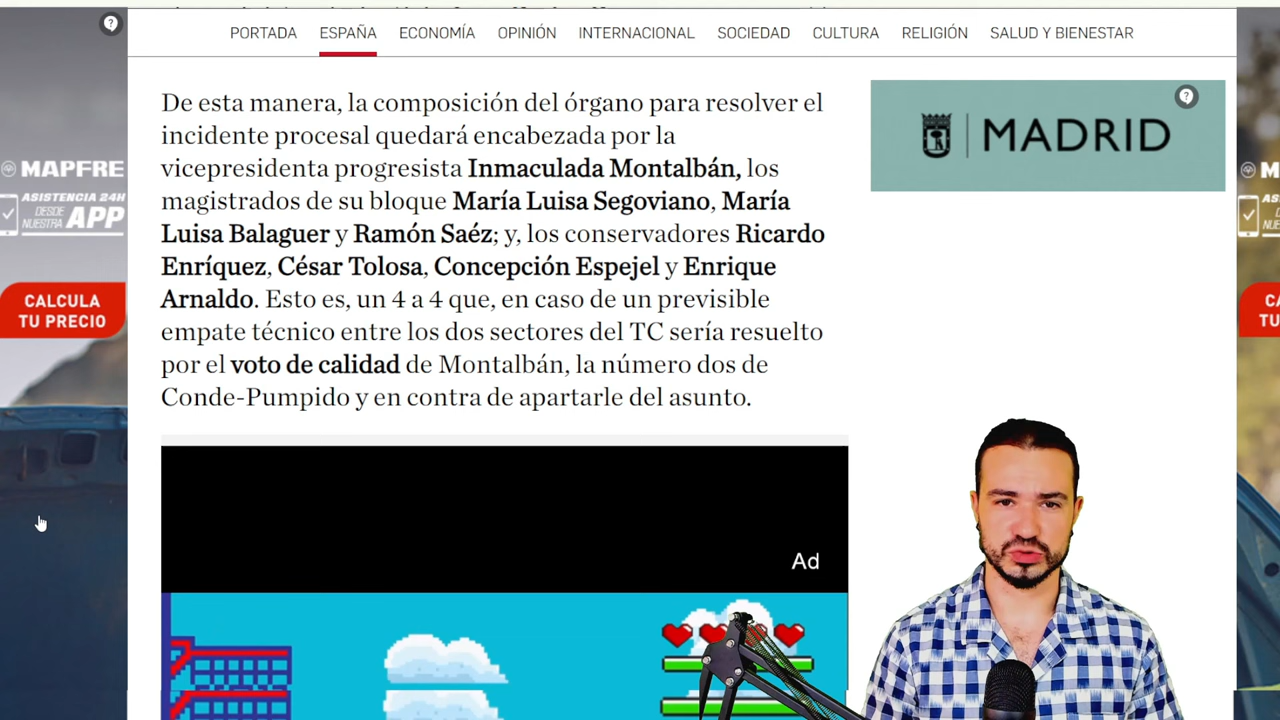 PORTADA ESPAÑA ECONOMÍA OPINIÓN INTERNACIONAL SOCIEDAD CULTURA RELIGIÓN SALUD Y BIENESTAR
De esta manera, la composición del órgano para resolver el
incidente procesal quedará encabezada por la
vicepresidenta progresista Inmaculada Montalbán, los
magistrados de su bloque María Luisa Segoviano, María
Luisa Balaguer y Ramón Saéz; y, los conservadores Ricardo
Enríquez, César Tolosa, Concepción Espejel y Enrique
Arnaldo. Esto es, un 4 a 4 que, en caso de un previsible
empate técnico entre los dos sectores del TC sería resuelto
por el voto de calidad de Montalbán, la número dos de
Conde-Pumpido y en contra de apartarle del asunto.
MADRID
MAPFRE
ASISTENCIA 24H
DESDE
NUESTRA APP
CALCULA
TU PRECIO
Ad